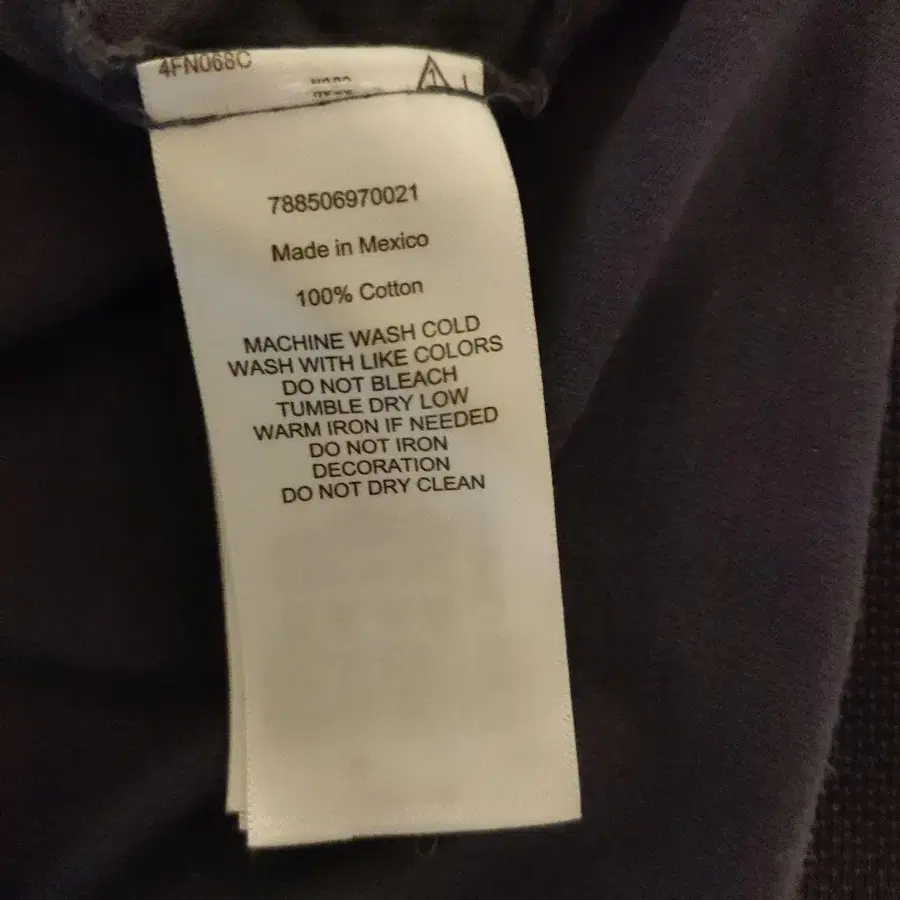 4FN068C
1
788506970021
Made in Mexico
100% Cotton
MACHINE WASH COLD
WASH WITH LIKE COLORS
DO NOT BLEACH
TUMBLE DRY LOW
WARM IRON IF NEEDED
DO NOT IRON
DECORATION
DO NOT DRY CLEAN